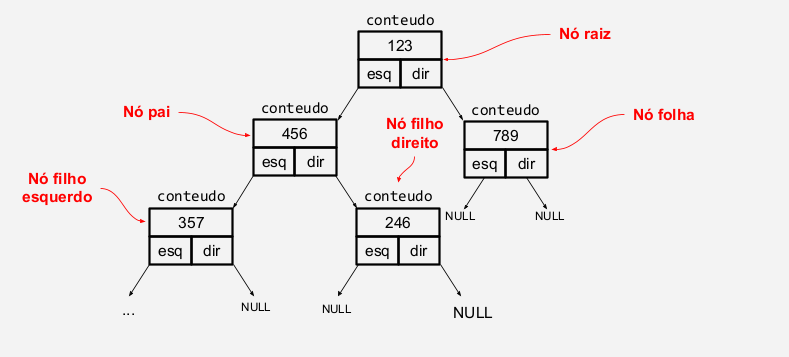 conteudo
123
esq dir
Nó raiz
conteudo
456
esq dir
Nó pai
Nó filho
direito
conteudo
789
esq dir
Nó folha
Nó filho
esquerdo
conteudo
357
esq dir
conteudo
246
esq dir
NULL
NULL
...
NULL
NULL
NULL